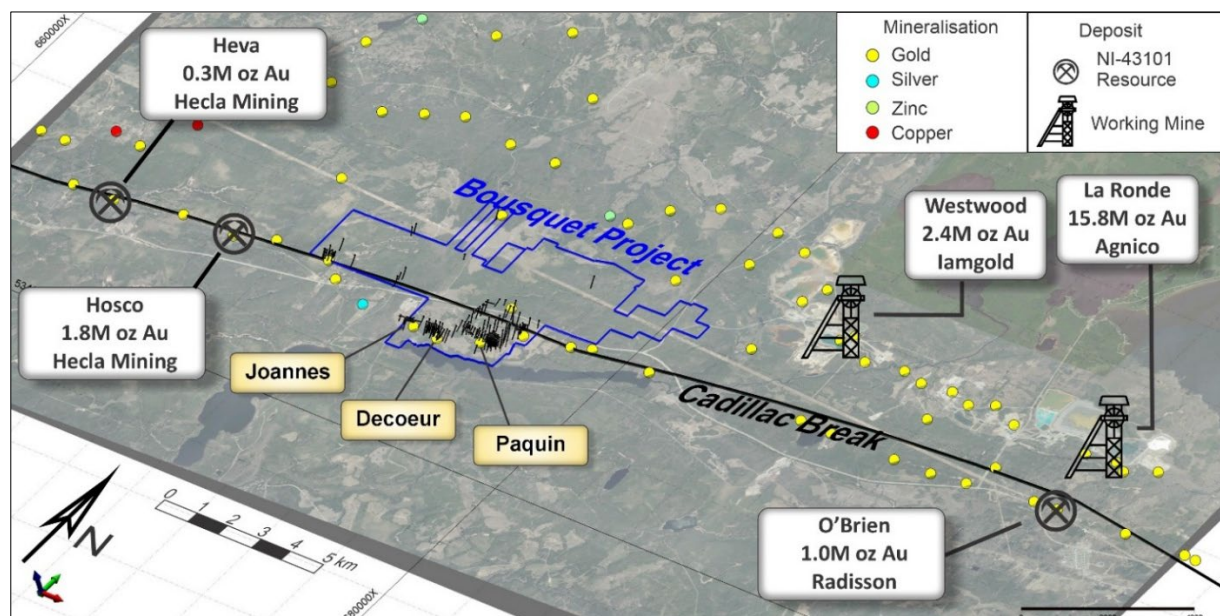 660000X
Heva
0.3M oz Au
Hecla Mining
Mineralisation
Gold
Silver
Zinc
Copper
Deposit
NI-43101
Resource
Working Mine
Bousquet Project
Westwood
2.4M oz Au
Iamgold
La Ronde
15.8M oz Au
Agnico
Hosco
1.8M oz Au
Hecla Mining
Joannes
Decoeur
Paquin
Cadillac Break
O'Brien
1.0M oz Au
Radisson
N
0 1 2 3 4 5 km